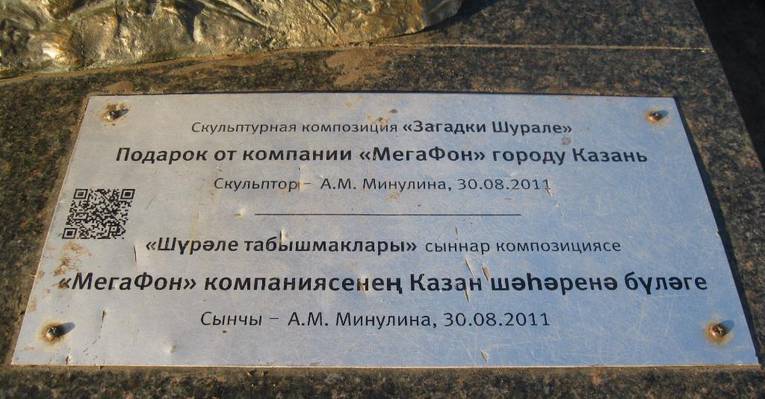 Скульптурная композиция «Загадки Шурале»
Подарок от компании «МегаФон» городу Казань
Скульптор – А.М. Минулина, 30.08.2011
«Шүрәле табышмаклары» сыннар композициясе
«МегаФон» компаниясенең Казан шәһәренә бүләге
Сынчы – А.М. Минулина, 30.08.2011